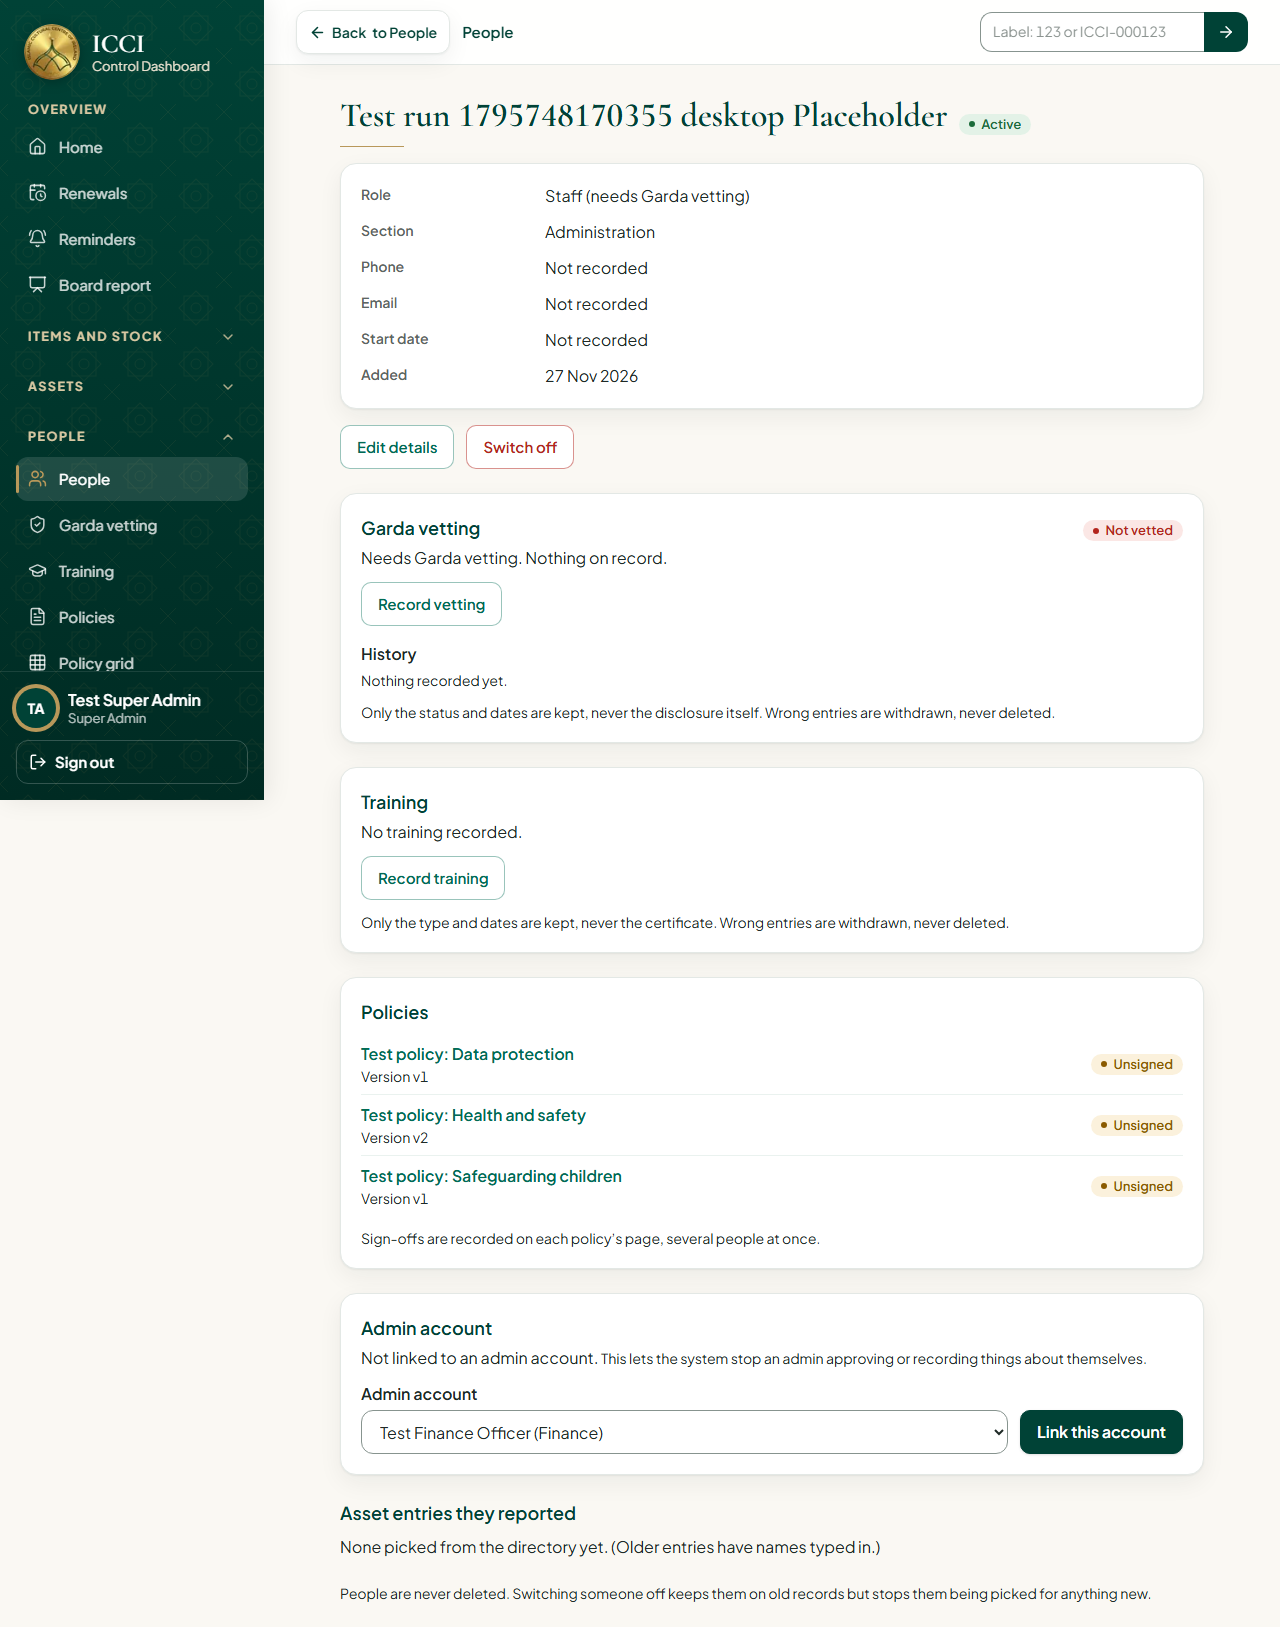 ICCI
Control Dashboard
OVERVIEW
Home
Renewals
Reminders
Board report
ITEMS AND STOCK
ASSETS
PEOPLE
People
Garda vetting
Training
Policies
Policy grid
TA
Test Super Admin
Super Admin
Sign out
Back to People
People
Label: 123 or ICCI-000123
Test run 1795748170355 desktop Placeholder
Active
Role
Staff (needs Garda vetting)
Section
Administration
Phone
Not recorded
Email
Not recorded
Start date
Not recorded
Added
27 Nov 2026
Edit details
Switch off
Garda vetting
Not vetted
Needs Garda vetting. Nothing on record.
Record vetting
History
Nothing recorded yet.
Only the status and dates are kept, never the disclosure itself. Wrong entries are withdrawn, never deleted.
Training
No training recorded.
Record training
Only the type and dates are kept, never the certificate. Wrong entries are withdrawn, never deleted.
Policies
Test policy: Data protection
Version v1
Unsigned
Test policy: Health and safety
Version v2
Unsigned
Test policy: Safeguarding children
Version v1
Unsigned
Sign-offs are recorded on each policy's page, several people at once.
Admin account
Not linked to an admin account. This lets the system stop an admin approving or recording things about themselves.
Admin account
Test Finance Officer (Finance)
Link this account
Asset entries they reported
None picked from the directory yet. (Older entries have names typed in.)
People are never deleted. Switching someone off keeps them on old records but stops them being picked for anything new.